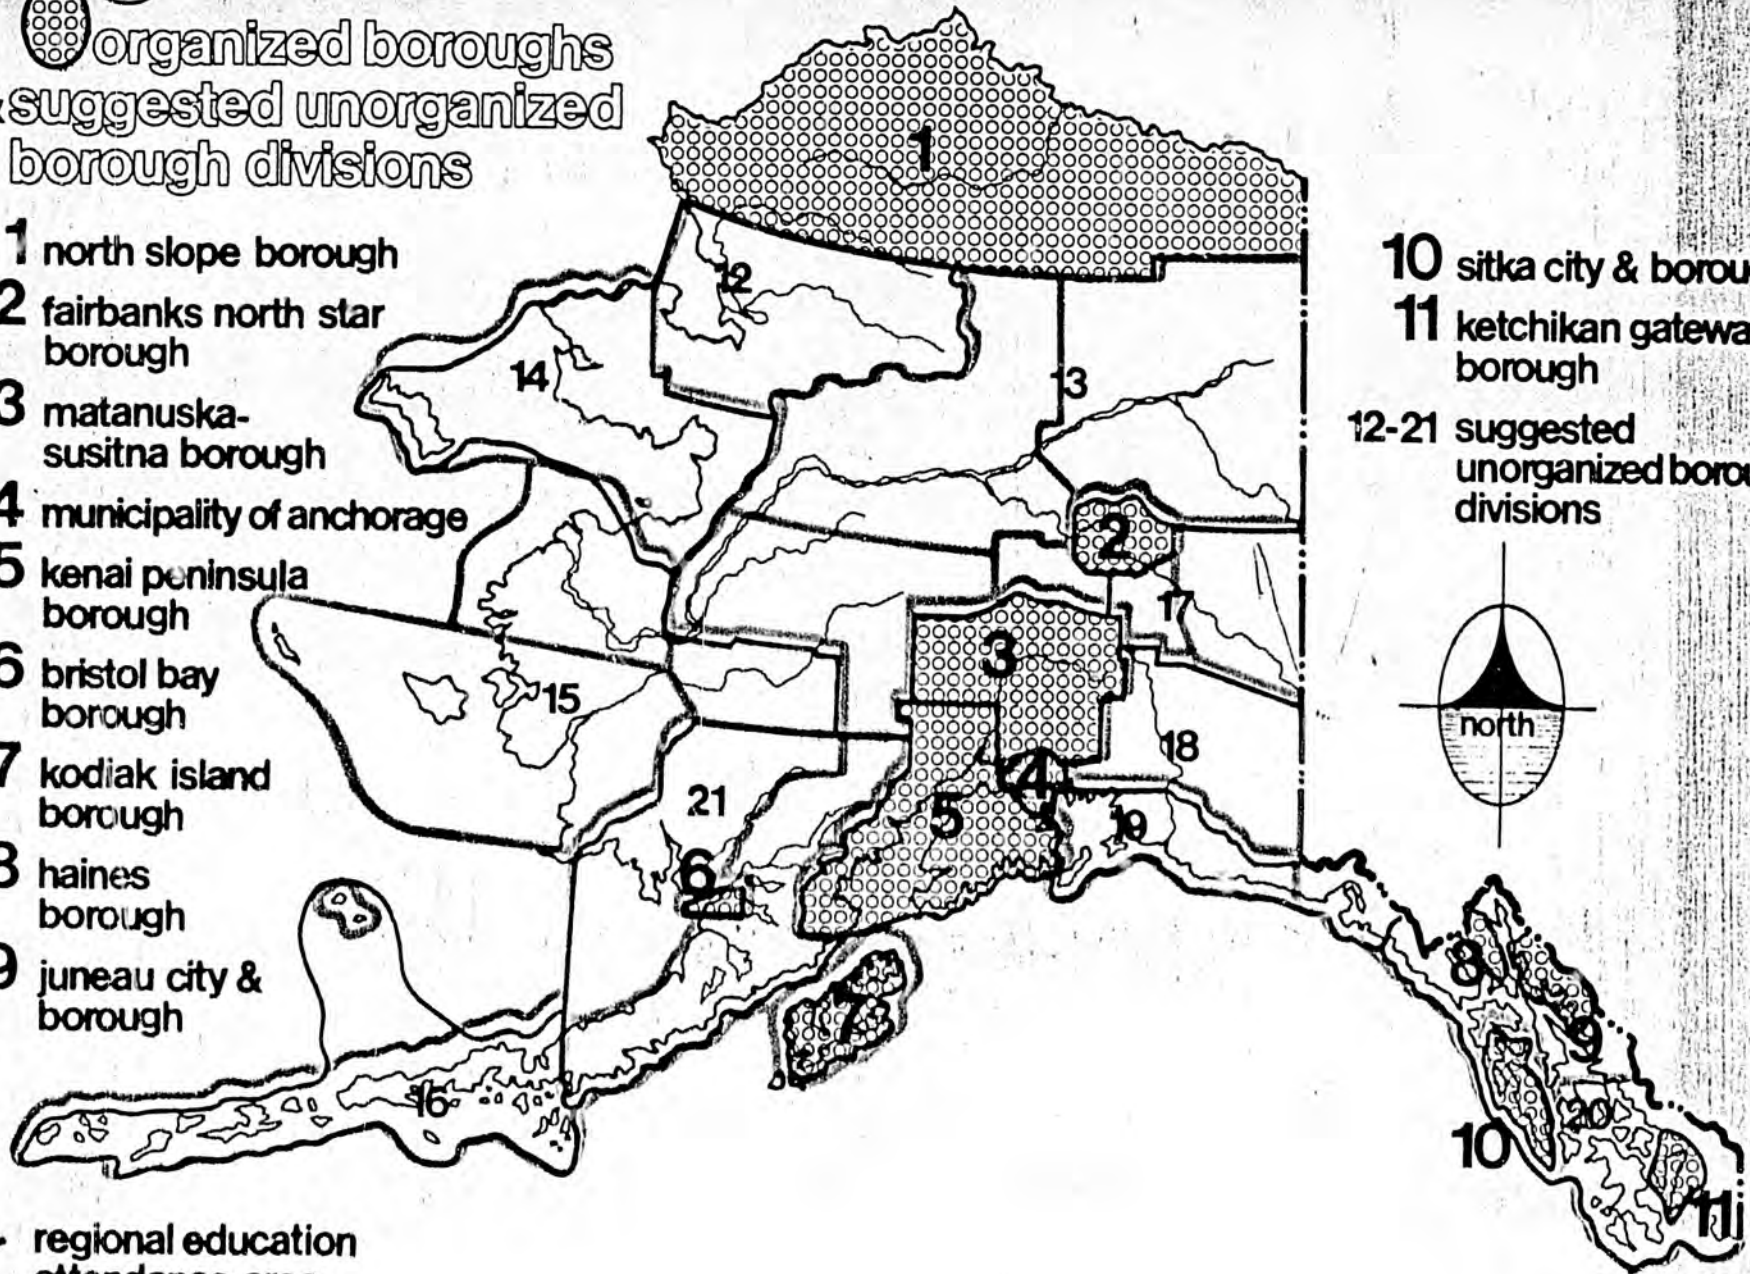 organized boroughs
& suggested unorganized
borough divisions
1 north slope borough
2 fairbanks north star
borough
3 matanuska-
susitna borough
4 municipality of anchorage
5 kenai peninsula
borough
6 bristol bay
borough
7 kodiak island
borough
8 haines
borough
9 juneau city &
borough
regional education
10 sitka city & borou
11 ketchikan gatewa
borough
12-21 suggested
unorganized borou
divisions
north
1
12
14
13
2
17
3
15
18
4
21
5
19
6
7
8
9
16
20
10
11